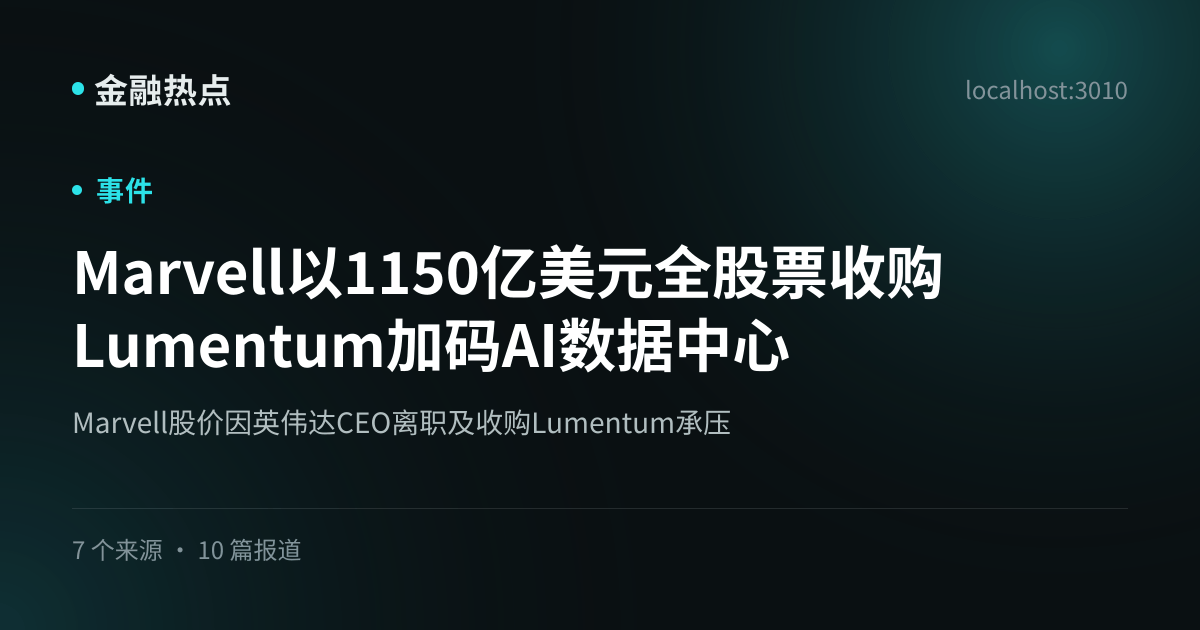 金融热点
localhost:3010
事件
Marvell以1150亿美元全股票收购
Lumentum加码AI数据中心
Marvell股价因英伟达CEO离职及收购Lumentum承压
7 个来源 · 10 篇报道